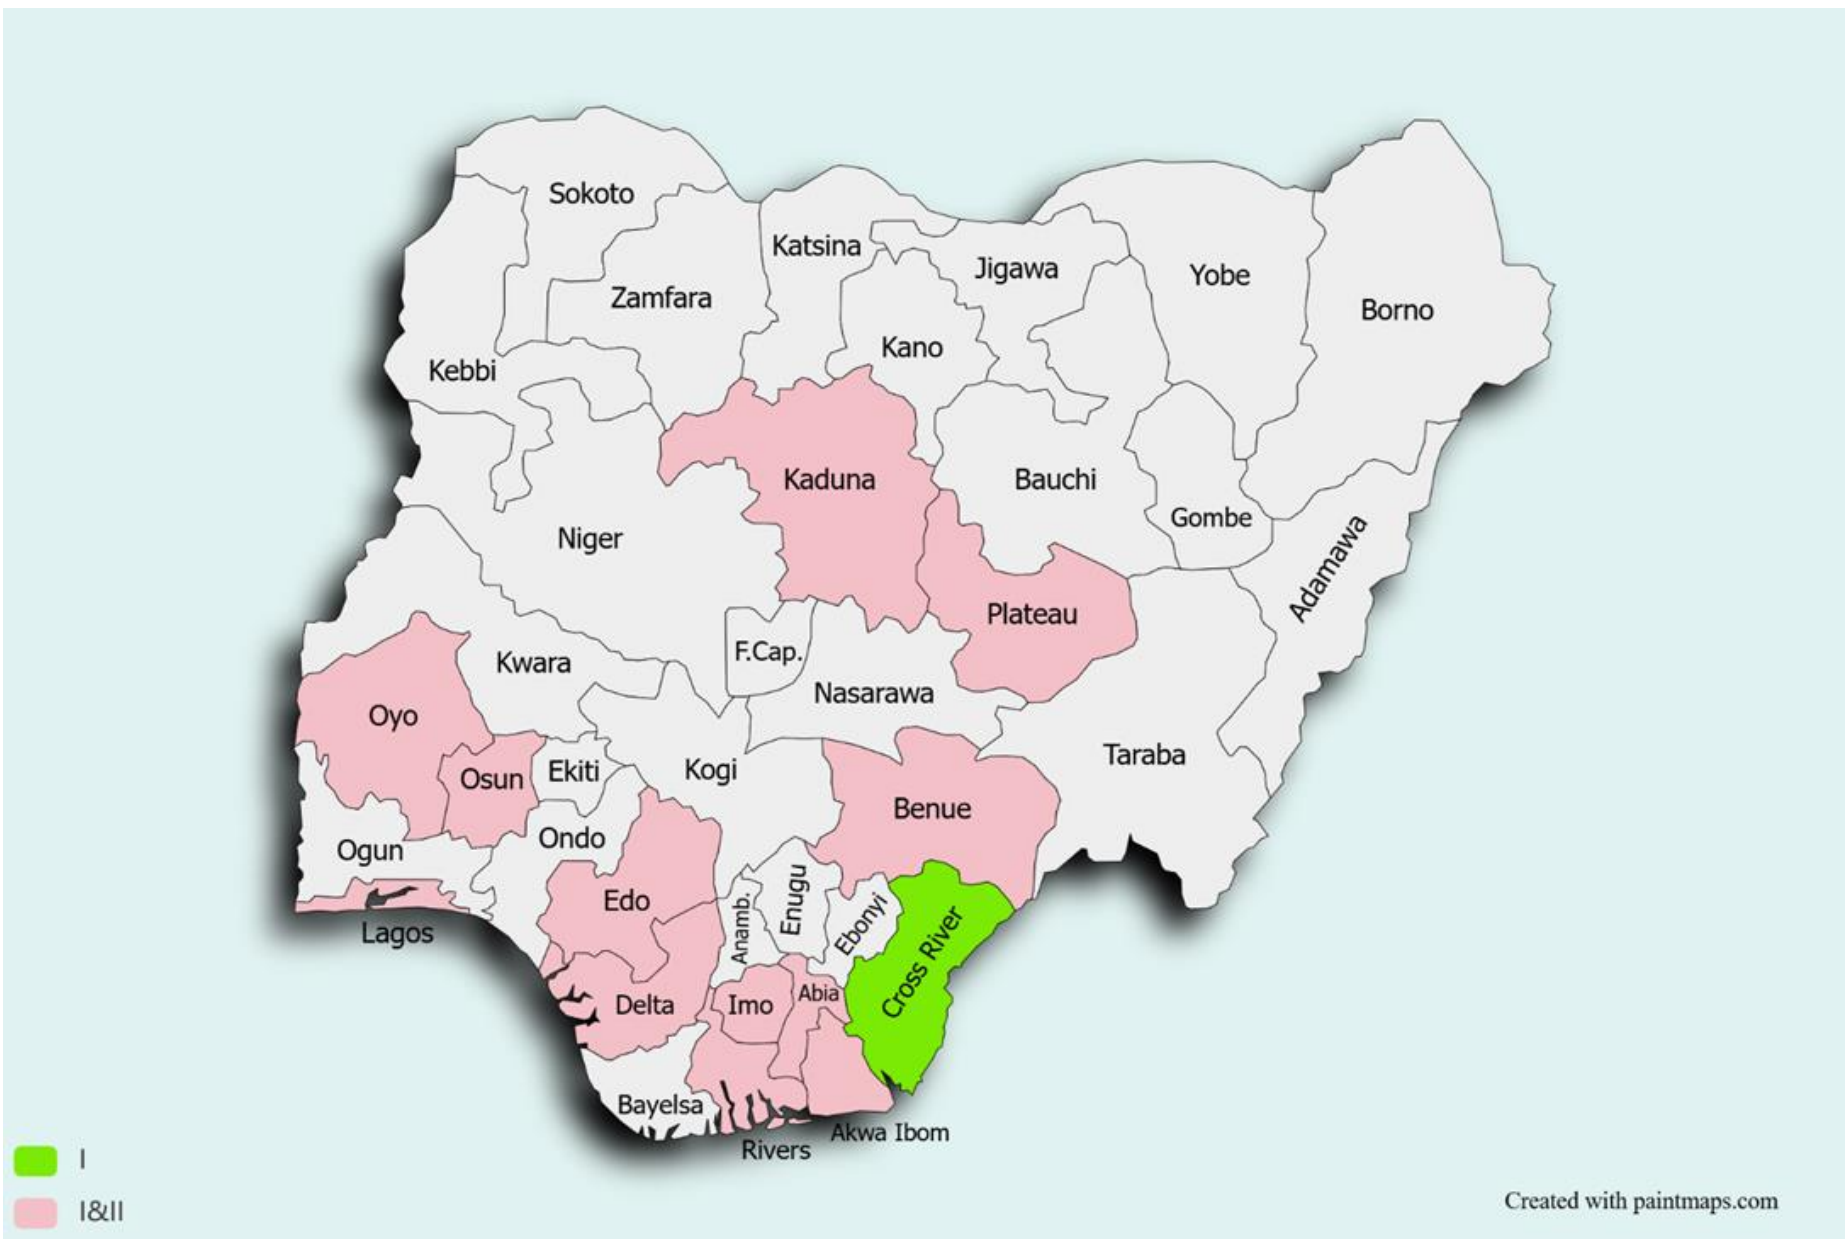 Sokoto
Katsina
Jigawa
Yobe
Zamfara
Borno
Kano
Kebbi
Kaduna
Bauchi
Gombe
Niger
Adamawa
Plateau
F.Cap.
Kwara
Nasarawa
Oyo
Taraba
Osun
Ekiti
Kogi
Benue
Ondo
Ogun
Edo
Enugu
Anamb.
Ebonyi
Cross River
Lagos
Delta
Imo
Abia
Bayelsa
Akwa Ibom
Rivers
I
I&II
Created with paintmaps.com